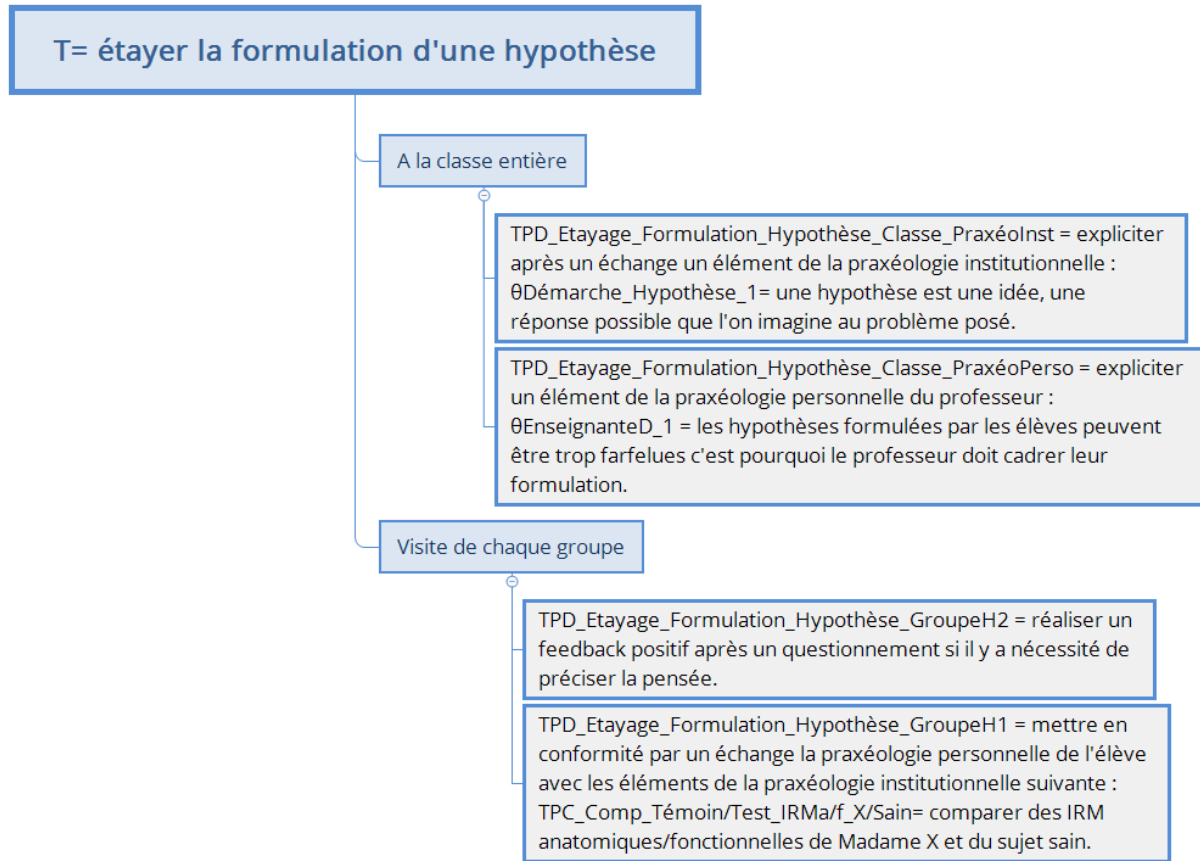 T= étayer la formulation d'une hypothèse
A la classe entière
TPD_Etayage_Formulation_Hypothèse_Classe_PraxéoInst = expliciter
après un échange un élément de la praxéologie institutionnelle :
θDémarche_Hypothèse_1= une hypothèse est une idée, une
réponse possible que l'on imagine au problème posé.
TPD_Etayage_Formulation_Hypothèse_Classe_PraxéoPerso = expliciter
un élément de la praxéologie personnelle du professeur :
θEnseignanteD_1 = les hypothèses formulées par les élèves peuvent
être trop farfelues c'est pourquoi le professeur doit cadrer leur
formulation.
Visite de chaque groupe
TPD_Etayage_Formulation_Hypothèse_GroupeH2 = réaliser un
feedback positif après un questionnement si il y a nécessité de
préciser la pensée.
TPD_Etayage_Formulation_Hypothèse_GroupeH1 = mettre en
conformité par un échange la praxéologie personnelle de l'élève
avec les éléments de la praxéologie institutionnelle suivante :
TPC_Comp_Témoin/Test_IRMa/f_X/Sain= comparer des IRM
anatomiques/fonctionnelles de Madame X et du sujet sain.